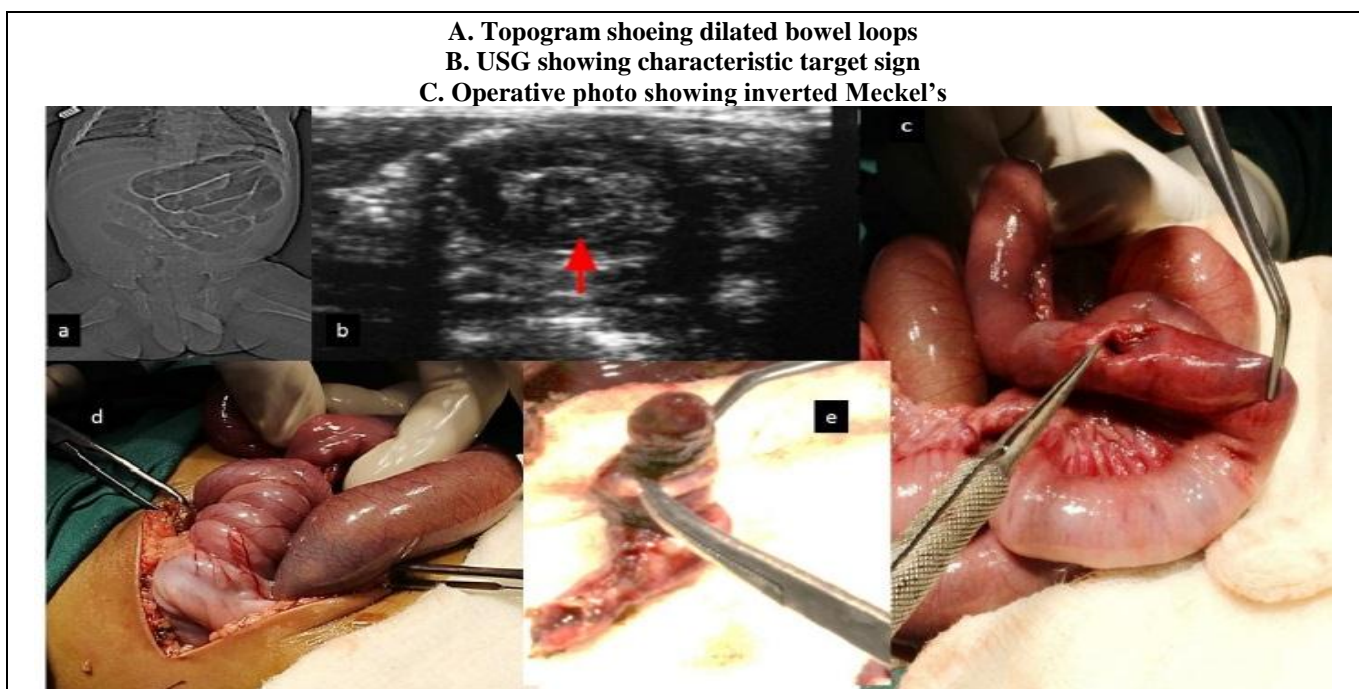 A. Topogram shoeing dilated bowel loops
B. USG showing characteristic target sign
C. Operative photo showing inverted Meckel's
a
b
c
d
e